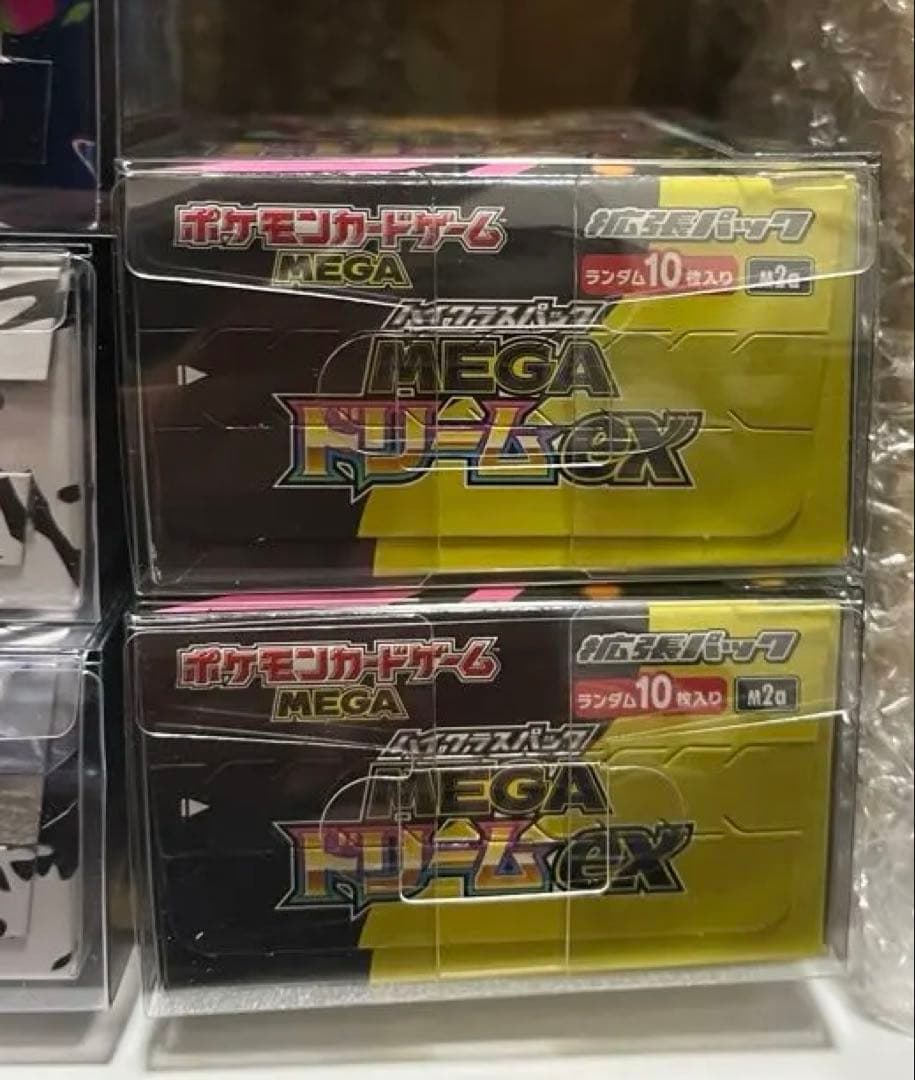 ポケモンカードゲーム
MEGA
拡張パック
ランダム10枚入り
M2a
ハイクラスパック
MEGA
ドリームex
ポケモンカードゲーム
MEGA
拡張パック
ランダム10枚入り
M2a
ハイクラスパック
MEGA
ドリームex